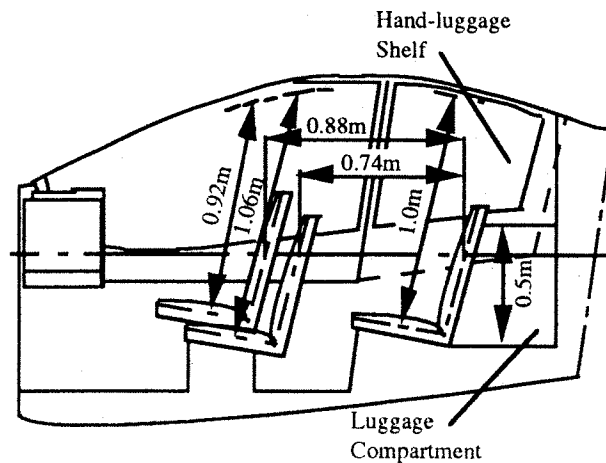 Hand-luggage
Shelf
0.88m
0.74m
0.92m
1.06m
1.0m
0.5m
Luggage
Compartment